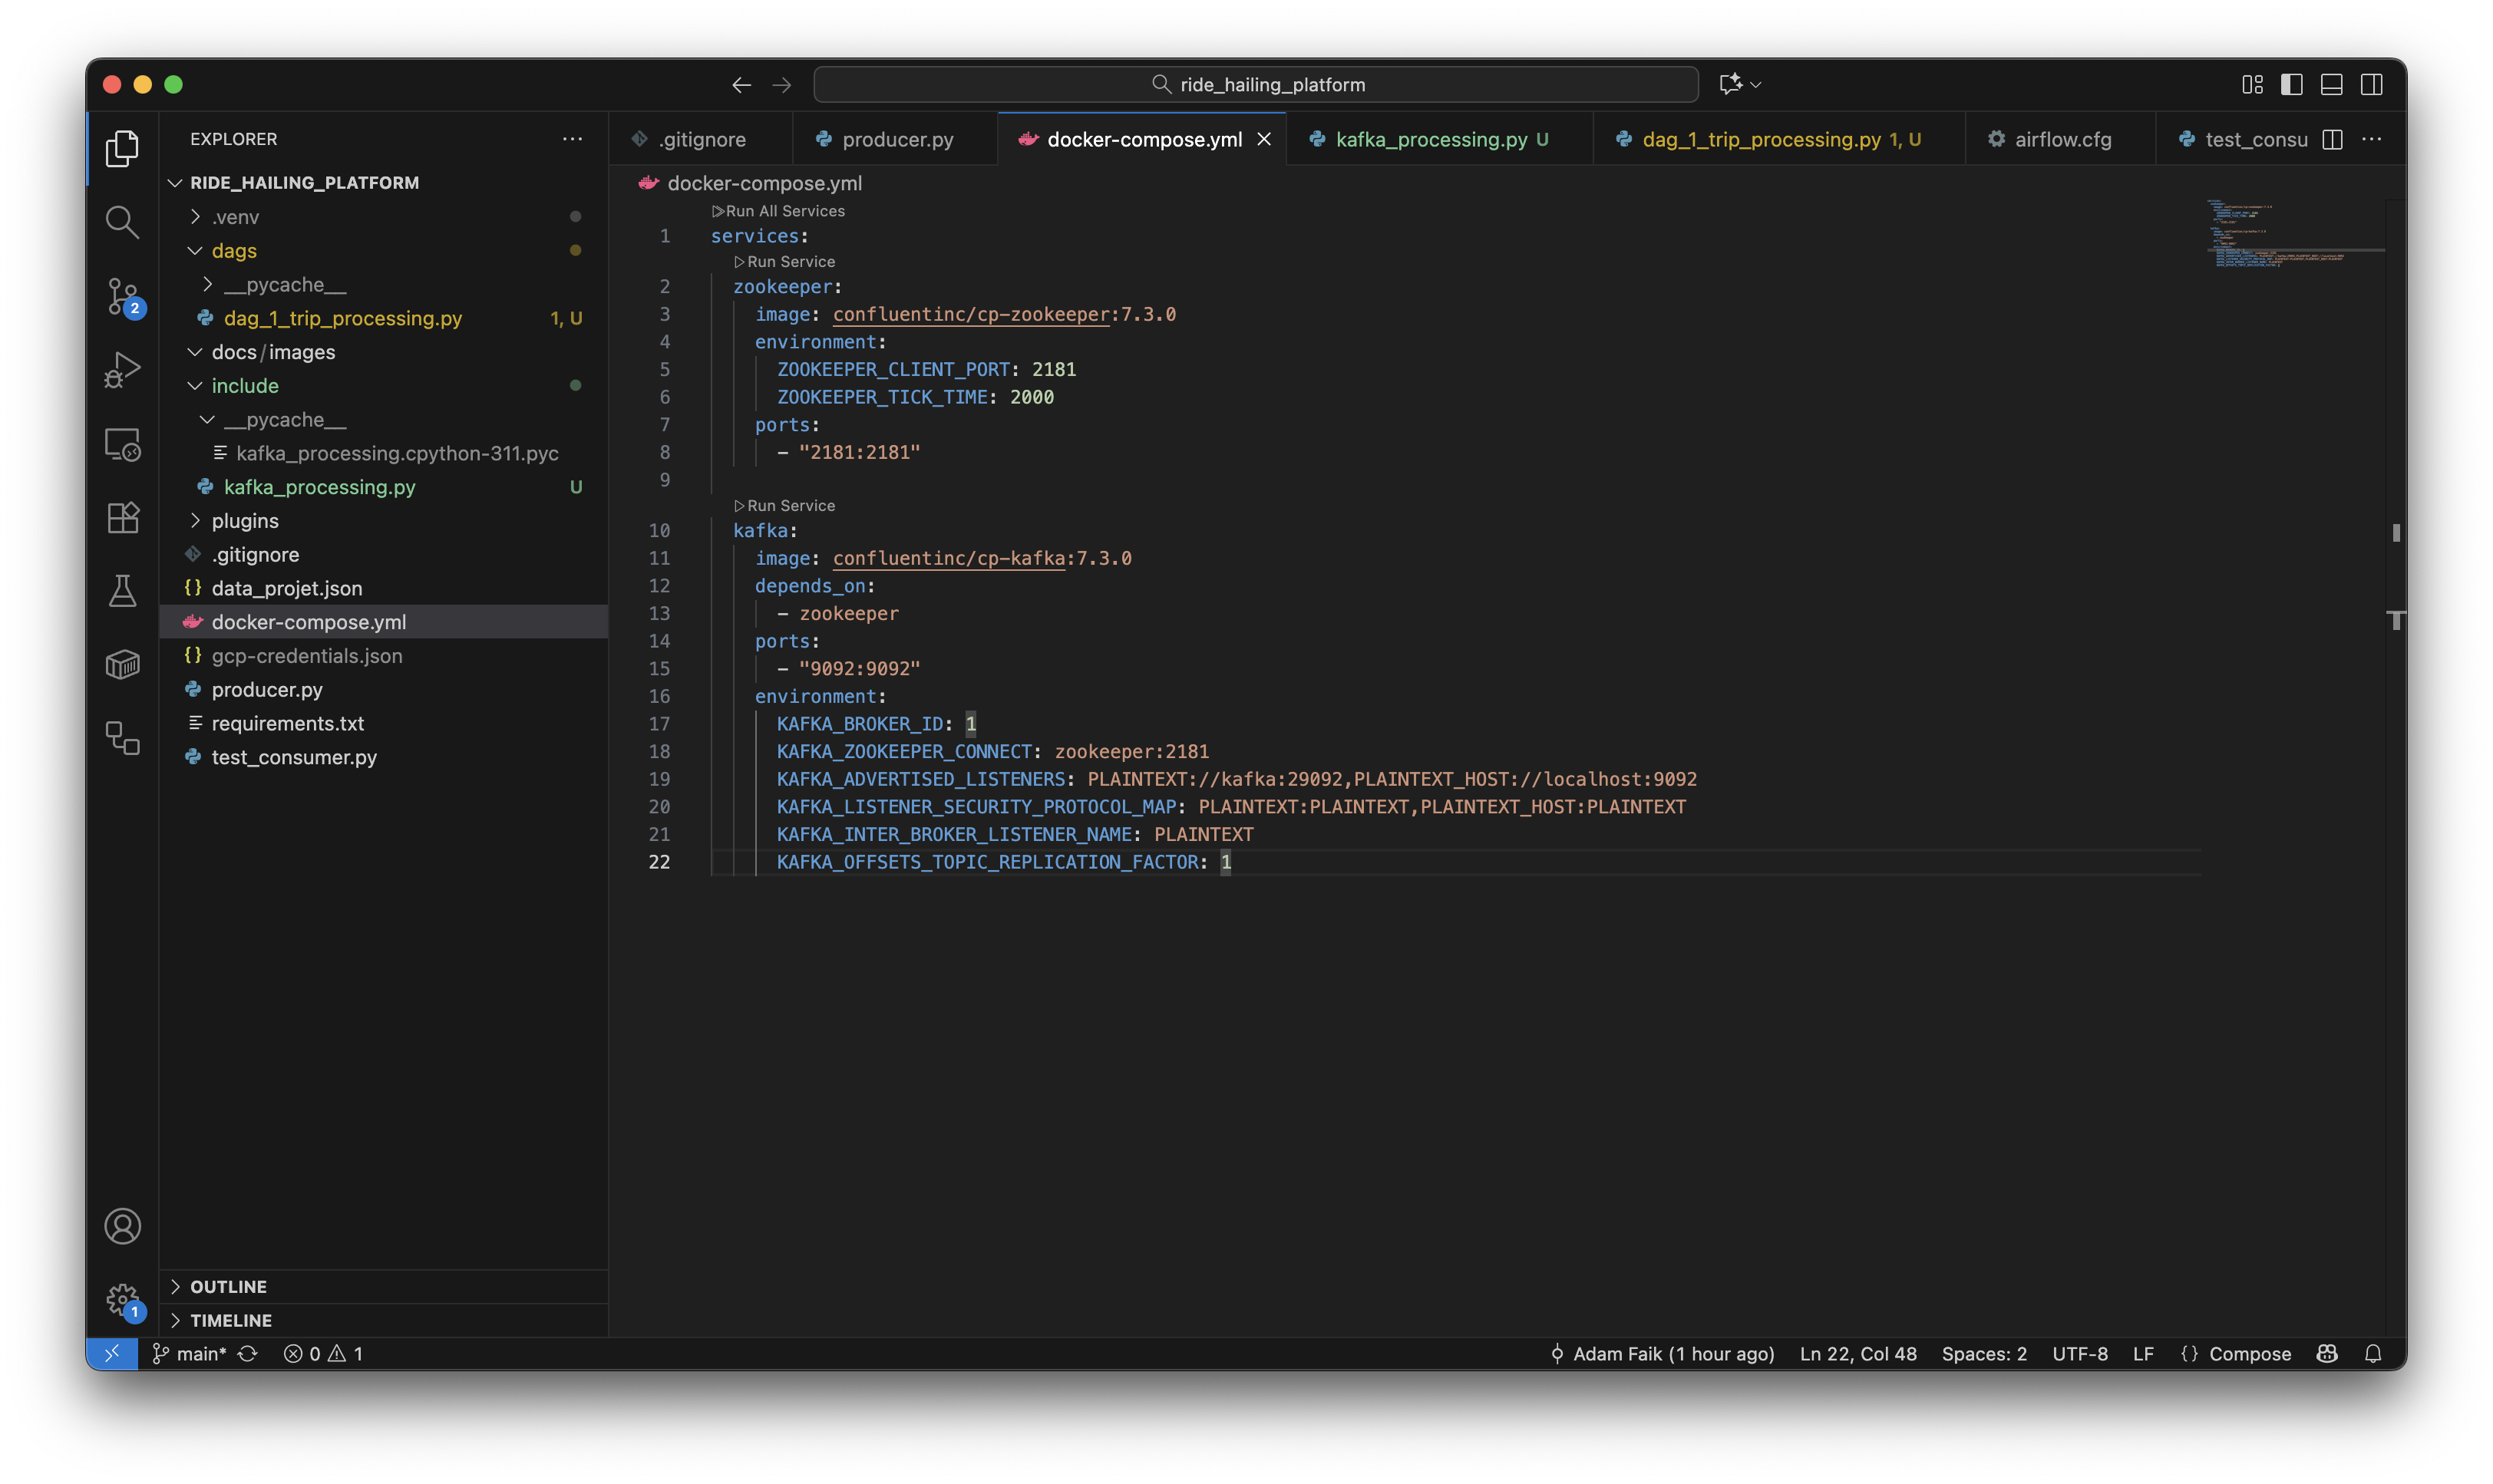 ride_hailing_platform
EXPLORER
RIDE_HAILING_PLATFORM
.venv
dags
__pycache__
dag_1_trip_processing.py 1, U
docs/images
include
__pycache__
kafka_processing.cpython-311.pyc
kafka_processing.py U
plugins
.gitignore
data_projet.json
docker-compose.yml
gcp-credentials.json
producer.py
requirements.txt
test_consumer.py
OUTLINE
TIMELINE
2
1
.gitignore
producer.py
docker-compose.yml
kafka_processing.py U
dag_1_trip_processing.py 1, U
airflow.cfg
test_consu
docker-compose.yml
Run All Services
1 services:
Run Service
2 zookeeper:
3 image: confluentinc/cp-zookeeper:7.3.0
4 environment:
5 ZOOKEEPER_CLIENT_PORT: 2181
6 ZOOKEEPER_TICK_TIME: 2000
7 ports:
8 - "2181:2181"
9
Run Service
10 kafka:
11 image: confluentinc/cp-kafka:7.3.0
12 depends_on:
13 - zookeeper
14 ports:
15 - "9092:9092"
16 environment:
17 KAFKA_BROKER_ID: 1
18 KAFKA_ZOOKEEPER_CONNECT: zookeeper:2181
19 KAFKA_ADVERTISED_LISTENERS: PLAINTEXT://kafka:29092,PLAINTEXT_HOST://localhost:9092
20 KAFKA_LISTENER_SECURITY_PROTOCOL_MAP: PLAINTEXT:PLAINTEXT,PLAINTEXT_HOST:PLAINTEXT
21 KAFKA_INTER_BROKER_LISTENER_NAME: PLAINTEXT
22 KAFKA_OFFSETS_TOPIC_REPLICATION_FACTOR: 1
main* 0 1 Adam Faik (1 hour ago) Ln 22, Col 48 Spaces: 2 UTF-8 LF {} Compose